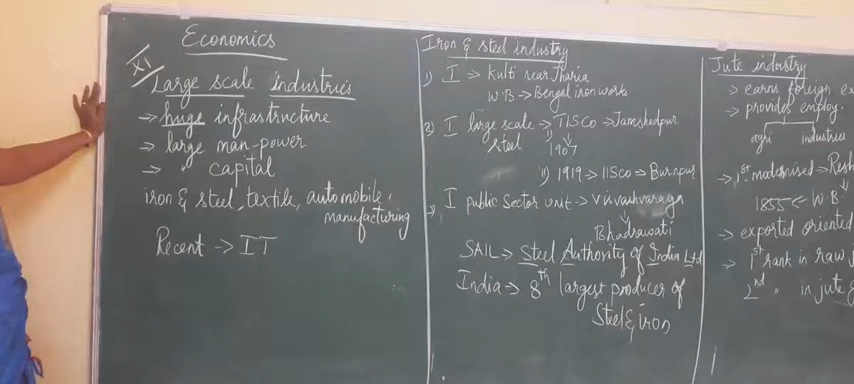 Economics
XI
Large scale industries
→ huge infrastructure
→ large man-power
→ " capital
iron & steel, textile, automobile,
manufacturing
Recent → IT
Iron & steel industry
1) I → Kulti near Jharia
W.B → Bengal iron works
2) I large scale → TISCO → Jamshedpur
steel i) ↓
1907
ii) 1919 → IISCO → Burnpur
3) I public Sector unit →
↓
Bhadrawati
SAIL → Steel Authority of India Ltd
India → 8th largest producer of
Steel & iron
Jute industry
→ earns foreign ex
→ provides employ.
agri industries
→ 1st modernised → Resh
↓
1855 ← W B
→ exported oriented
→ 1st rank in raw j
2nd " in jute g